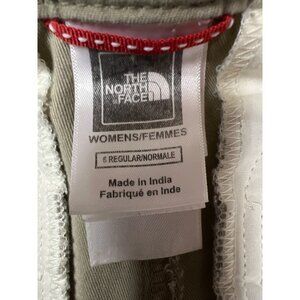 THE
NORTH
FACE
WOMENS/FEMMES
6 REGULAR/NORMALE
Made in India
Fabriqué en Inde